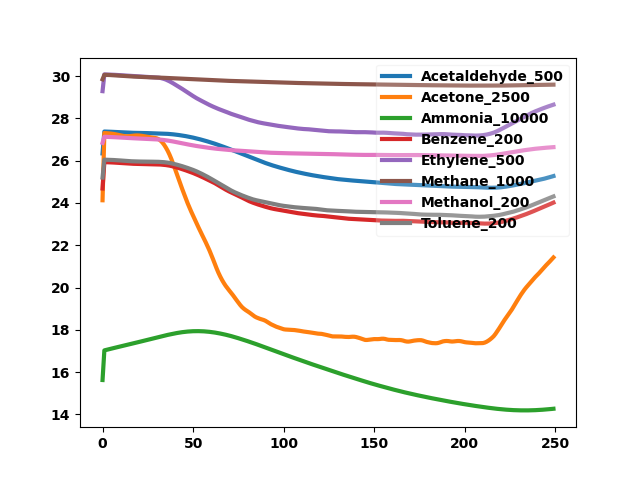 30
28
26
24
22
20
18
16
14
0
50
100
150
200
250
Acetaldehyde_500
Acetone_2500
Ammonia_10000
Benzene_200
Ethylene_500
Methane_1000
Methanol_200
Toluene_200